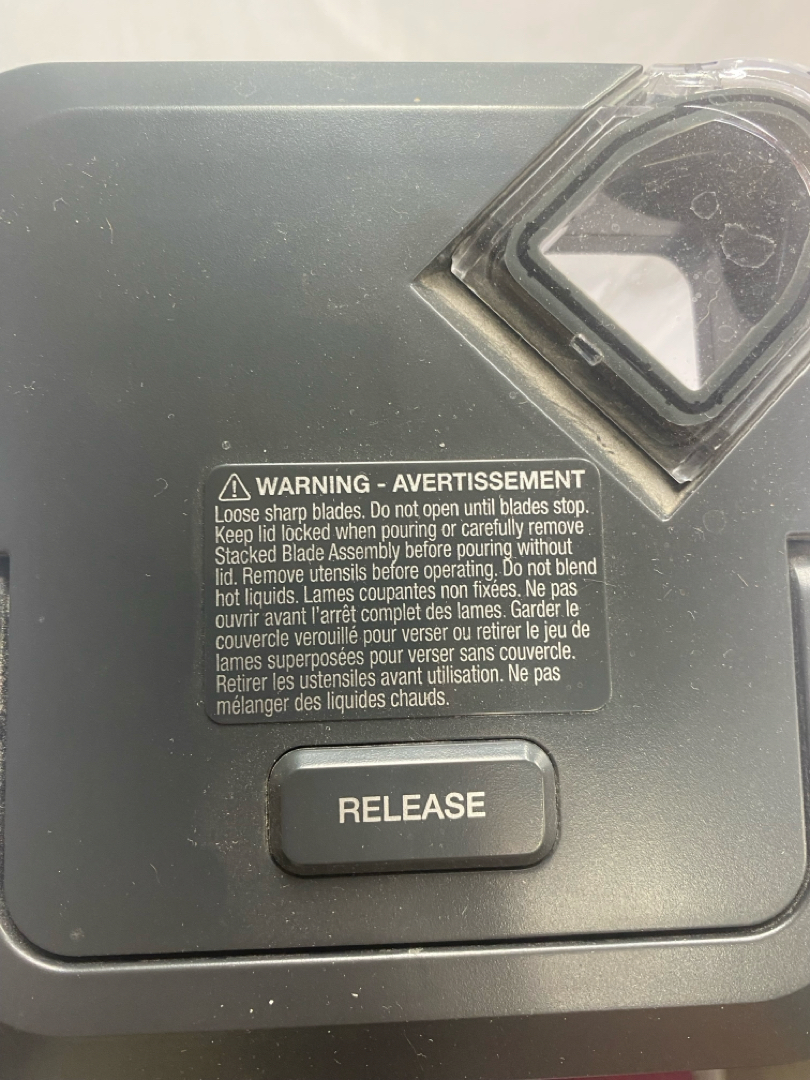 WARNING - AVERTISSEMENT
Loose sharp blades. Do not open until blades stop.
Keep lid locked when pouring or carefully remove
Stacked Blade Assembly before pouring without
lid. Remove utensils before operating. Do not blend
hot liquids. Lames coupantes non fixées. Ne pas
ouvrir avant l'arrêt complet des lames. Garder le
couvercle verouillé pour verser ou retirer le jeu de
lames superposées pour verser sans couvercle.
Retirer les ustensiles avant utilisation. Ne pas
mélanger des liquides chauds.
RELEASE